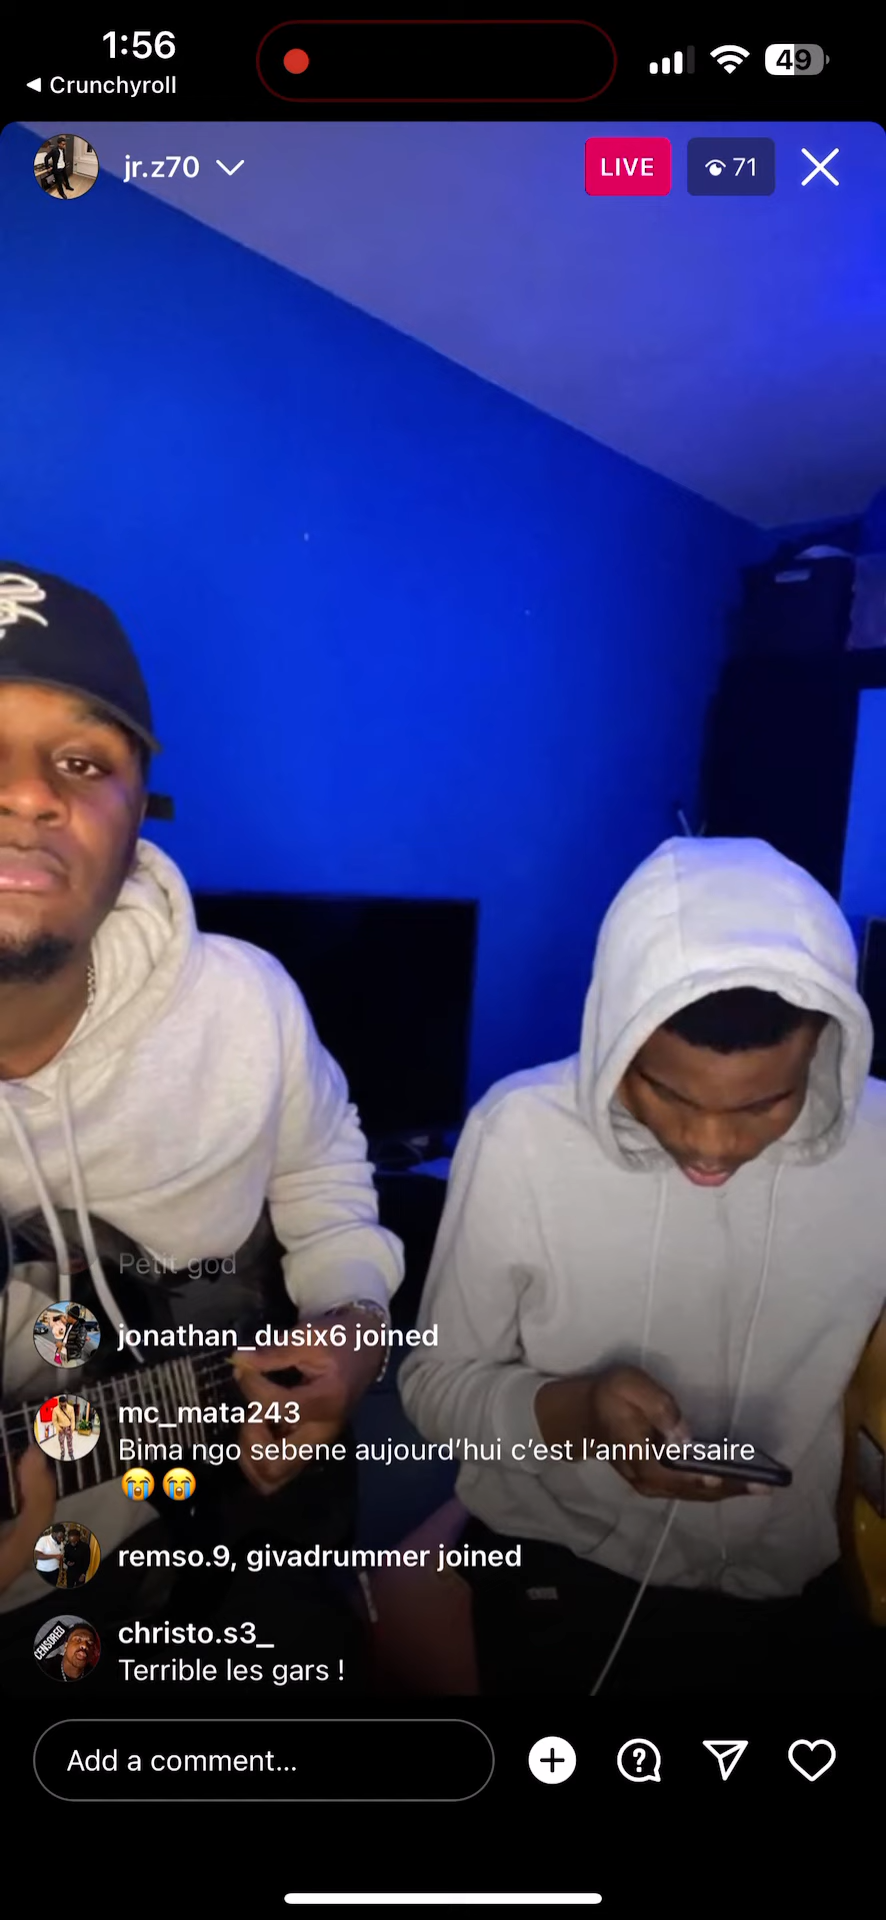 1:56
49
◀ Crunchyroll
jr.z70
LIVE
71
Petit god
jonathan_dusix6 joined
mc_mata243
Bima ngo sebene aujourd’hui c’est l’anniversaire
😭😭
remso.9, givadrummer joined
CENSORED
christo.s3_
Terrible les gars !
Add a comment...